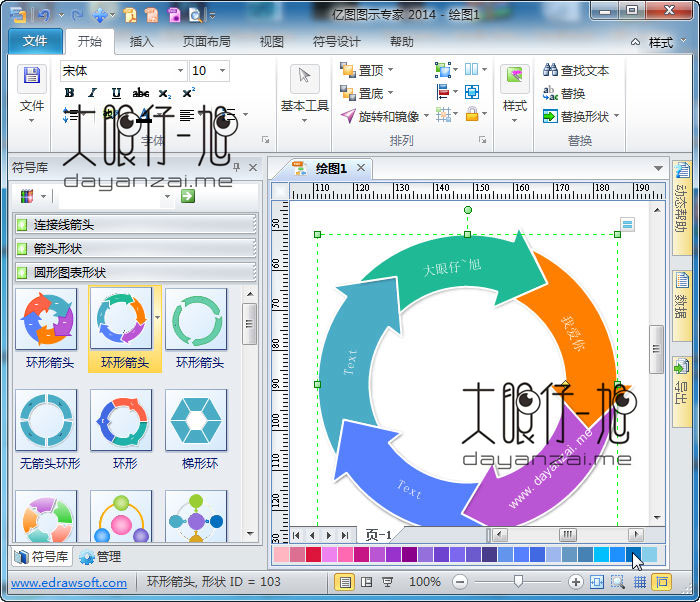 亿图图示专家 2014 - 绘图1
文件 开始 插入 页面布局 视图 符号设计 帮助 样式
宋体 10 置顶 查找文本
B I U abc x₂ x² 置底 替换
文件 基本工具 旋转和镜像 样式 替换形状
字体 排列 替换
大眼仔~旭
dayanzai.me
符号库
绘图1
110 120 130 140 150 160 170 180 190
连接线箭头
箭头形状
圆形图表形状
环形箭头 环形箭头 环形箭头
无箭头环形 环形 梯形环
50
60
70
80
90
100
110
120
130
大眼仔~旭
我爱你
www.dayanzai.me
Text
Text
大眼仔~旭
dayanzai.me
动态帮助
数据
导出
页-1
符号库 管理
www.edrawsoft.com 环形箭头, 形状 ID = 103 100%